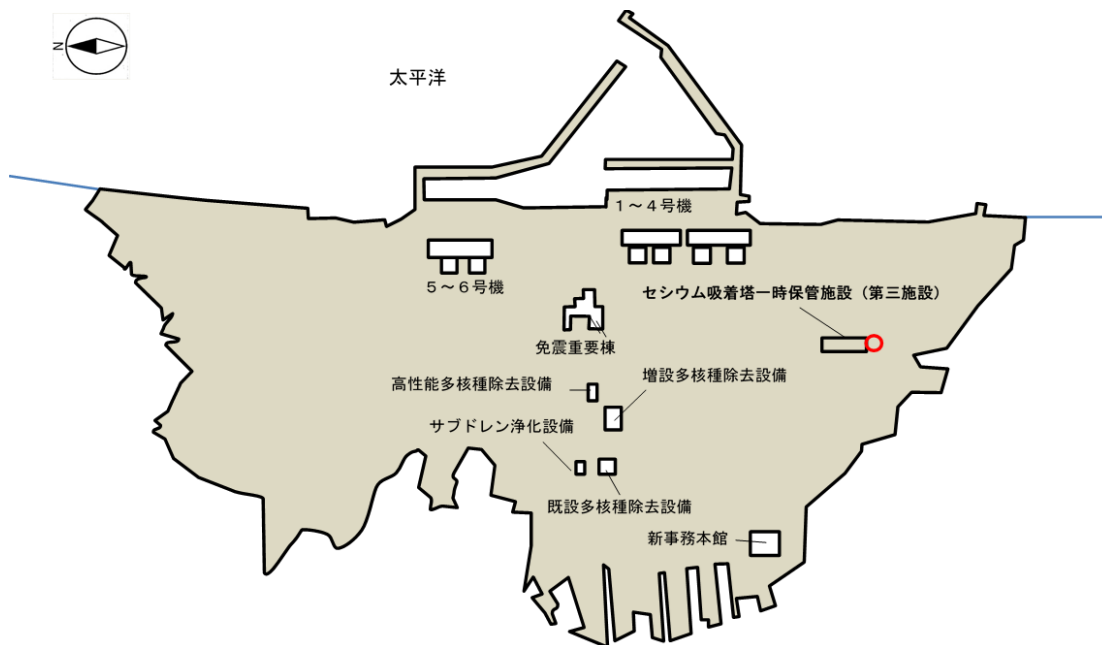 N
太平洋
１～４号機
５～６号機
セシウム吸着塔一時保管施設（第三施設）
免震重要棟
高性能多核種除去設備
増設多核種除去設備
サブドレン浄化設備
既設多核種除去設備
新事務本館